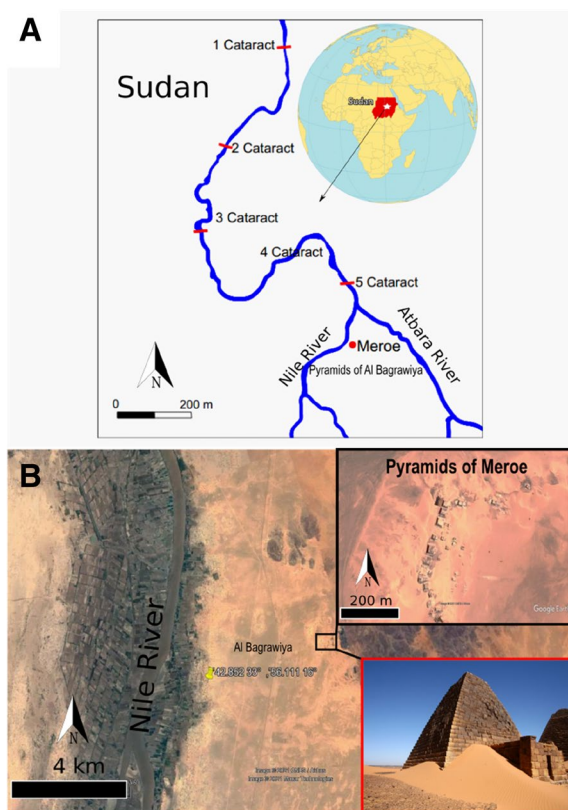 A
1 Cataract
Sudan
Sudan
2 Cataract
3 Cataract
4 Cataract
5 Cataract
Nile River
Atbara River
Meroe
Pyramids of Al Bagrawiya
N
0 200 m
B
Pyramids of Meroe
N
200 m
Google
Nile River
Al Bagrawiya
N
4 km